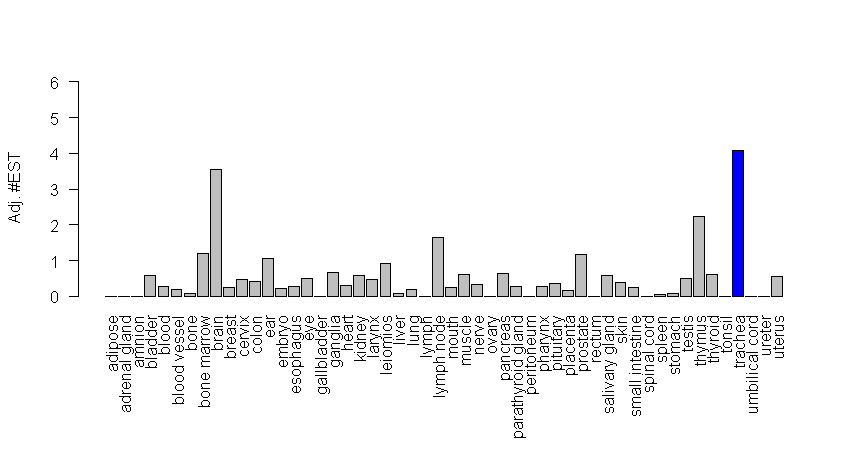 Adj. #EST
6
5
4
3
2
1
0
adipose
adrenal gland
amnion
bladder
blood
blood vessel
bone
bone marrow
brain
breast
cervix
colon
ear
embryo
esophagus
eye
gallbladder
ganglia
heart
kidney
larynx
leiomios
liver
lung
lymph
lymph node
mouth
muscle
nerve
ovary
pancreas
parathyroid gland
peritoneum
pharynx
pituitary
placenta
prostate
rectum
salivary gland
skin
small intestine
spinal cord
spleen
stomach
testis
thymus
thyroid
tonsil
trachea
umbilical cord
ureter
uterus